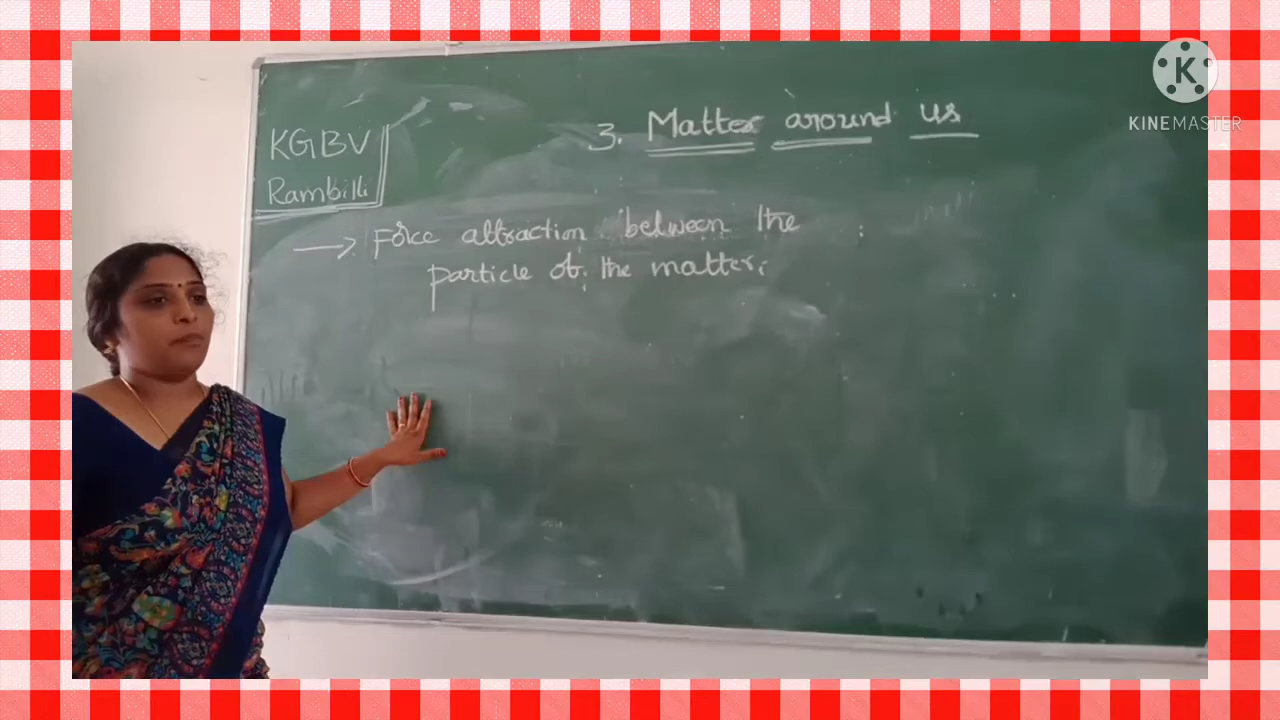 KGBV
Rambilli
3. Matter around us
→ Force attraction between the :
particle of the matter:
K
KINEMASTER